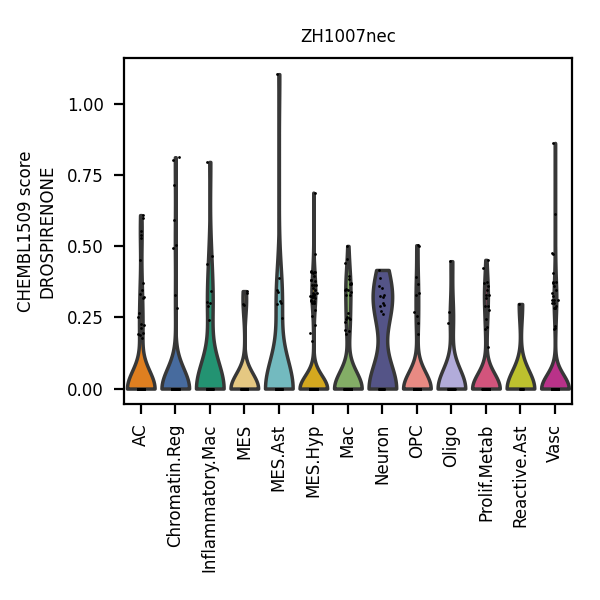 ZH1007nec
CHEMBL1509 score
DROSPIRENONE
1.00
0.75
0.50
0.25
0.00
AC
Chromatin.Reg
Inflammatory.Mac
MES
MES.Ast
MES.Hyp
Mac
Neuron
OPC
Oligo
Prolif.Metab
Reactive.Ast
Vasc